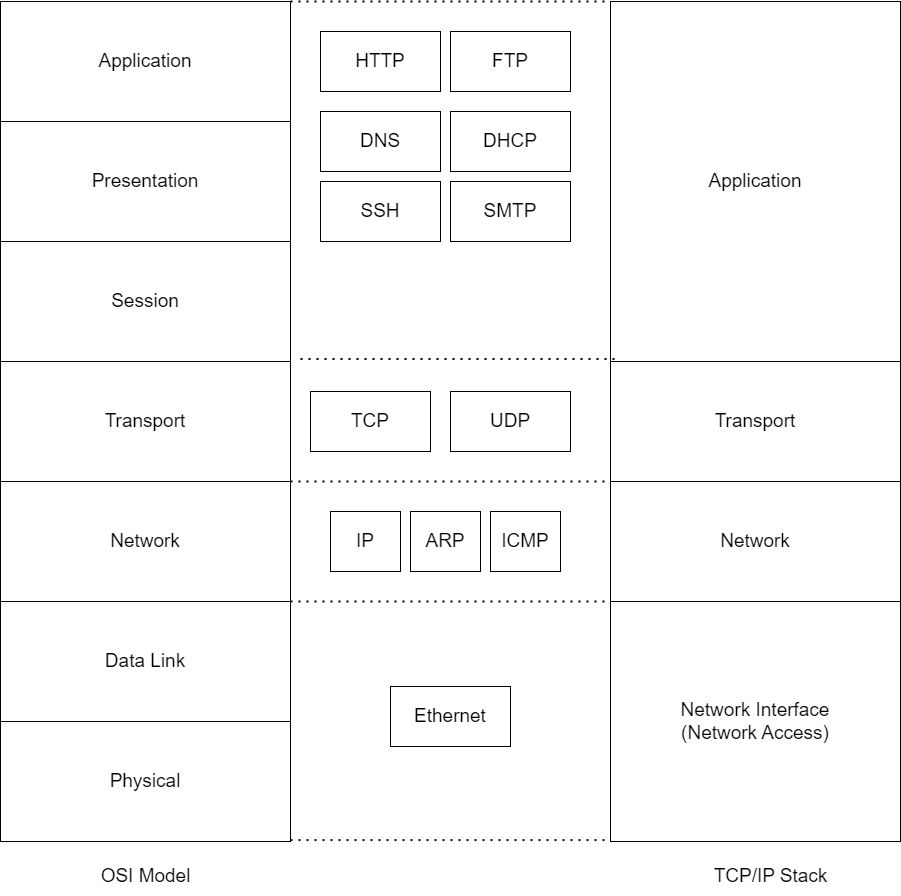 Application
Presentation
Session
Transport
Network
Data Link
Physical
OSI Model
HTTP
FTP
DNS
DHCP
SSH
SMTP
TCP
UDP
IP
ARP
ICMP
Ethernet
Application
Transport
Network
Network Interface
(Network Access)
TCP/IP Stack